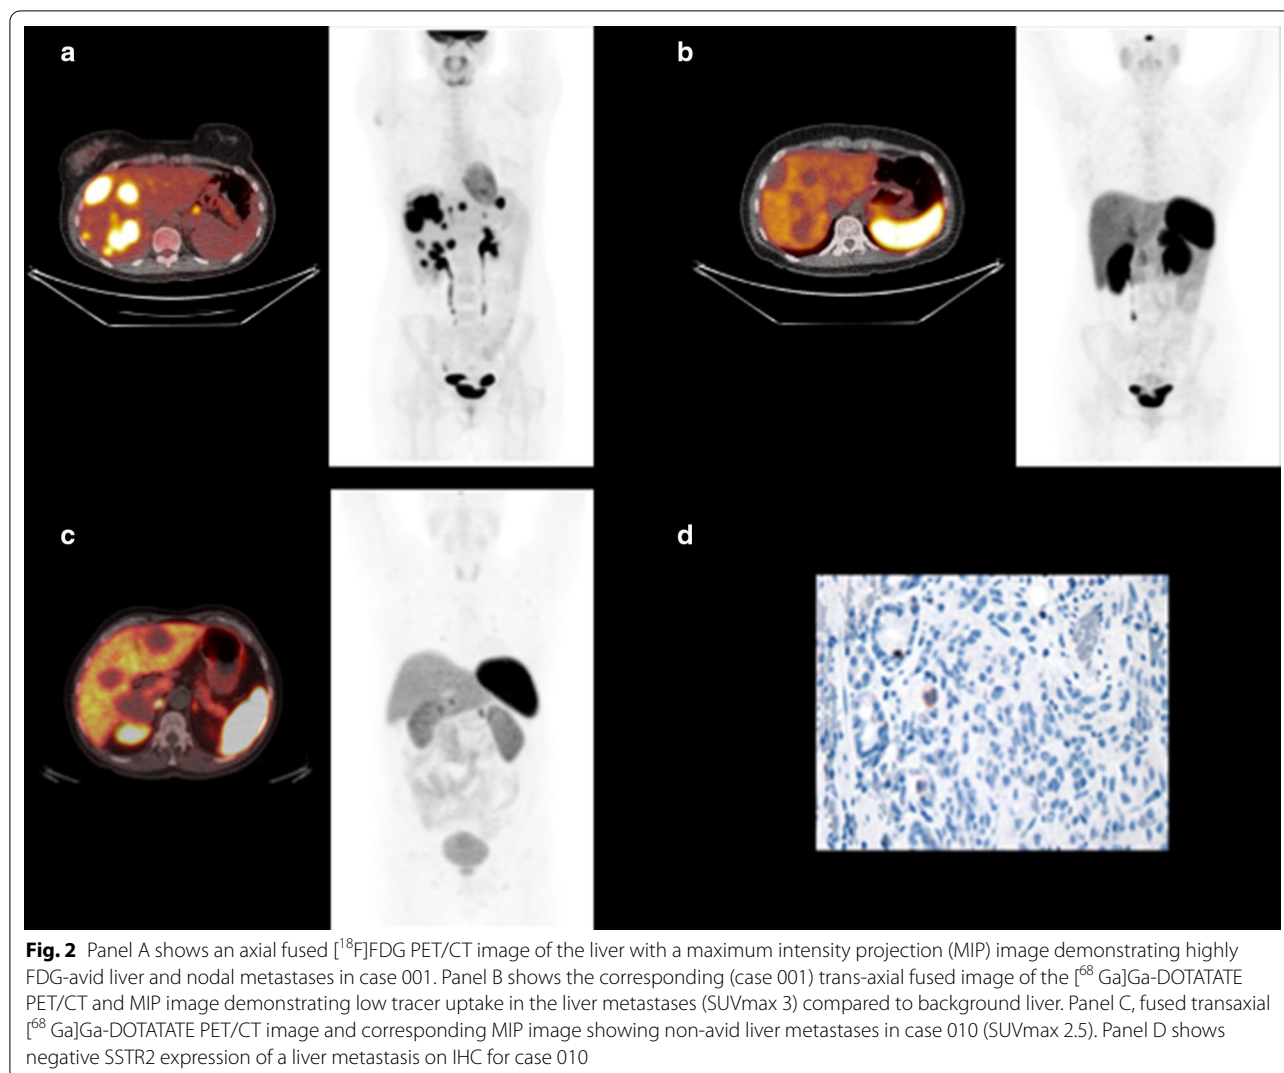 a
b
c
d
Fig. 2 Panel A shows an axial fused [18F]FDG PET/CT image of the liver with a maximum intensity projection (MIP) image demonstrating highly
FDG-avid liver and nodal metastases in case 001. Panel B shows the corresponding (case 001) trans-axial fused image of the [68 Ga]Ga-DOTATATE
PET/CT and MIP image demonstrating low tracer uptake in the liver metastases (SUVmax 3) compared to background liver. Panel C, fused transaxial
[68 Ga]Ga-DOTATATE PET/CT image and corresponding MIP image showing non-avid liver metastases in case 010 (SUVmax 2.5). Panel D shows
negative SSTR2 expression of a liver metastasis on IHC for case 010